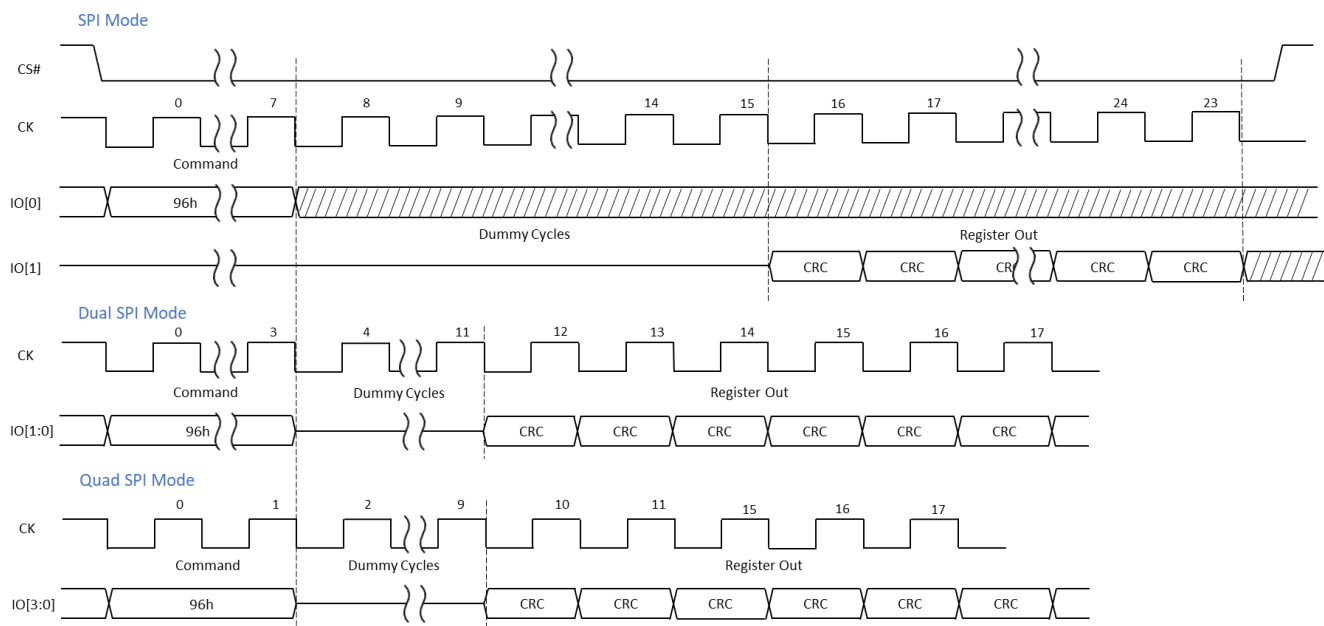 SPI Mode
CS#
0 7 8 9 14 15 16 17 24 23
CK
Command
IO[0] 96h
Dummy Cycles Register Out
IO[1] CRC CRC CRC CRC CRC
Dual SPI Mode
0 3 4 11 12 13 14 15 16 17
CK
Command Dummy Cycles Register Out
IO[1:0] 96h CRC CRC CRC CRC CRC CRC
Quad SPI Mode
0 1 2 9 10 11 15 16 17
CK
Command Dummy Cycles Register Out
IO[3:0] 96h CRC CRC CRC CRC CRC CRC